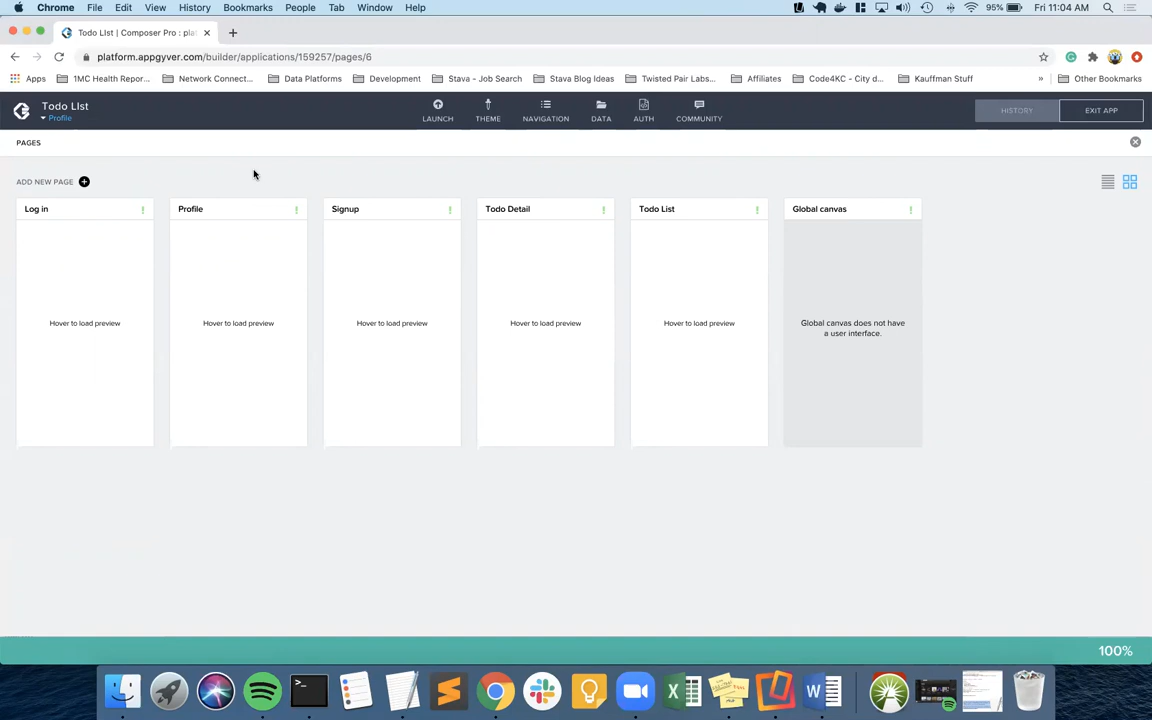 Chrome File Edit View History Bookmarks People Tab Window Help 95% Fri 11:04 AM
Todo LIst | Composer Pro : pla
platform.appgyver.com/builder/applications/159257/pages/6
Apps 1MC Health Repor... Network Connect... Data Platforms Development Stava - Job Search Stava Blog Ideas Twisted Pair Labs... Affiliates Code4KC - City d... Kauffman Stuff » Other Bookmarks
Todo LIst
Profile
LAUNCH THEME NAVIGATION DATA AUTH COMMUNITY HISTORY EXIT APP
PAGES
ADD NEW PAGE
Log in Profile Signup Todo Detail Todo List Global canvas
Hover to load preview Hover to load preview Hover to load preview Hover to load preview Hover to load preview Global canvas does not have
a user interface.
100%